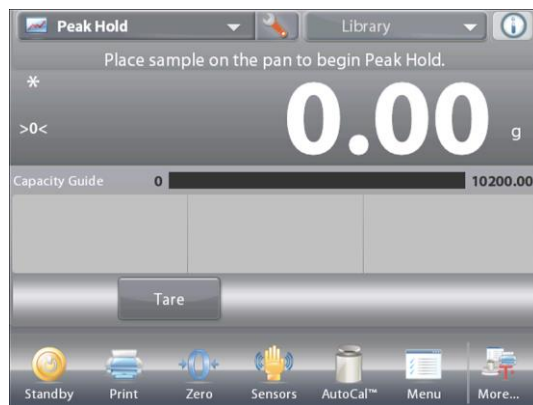 Peak Hold
Library
Place sample on the pan to begin Peak Hold.
*
>0<
0.00 g
Capacity Guide 0 10200.00
Tare
Standby Print Zero Sensors AutoCal™ Menu More...